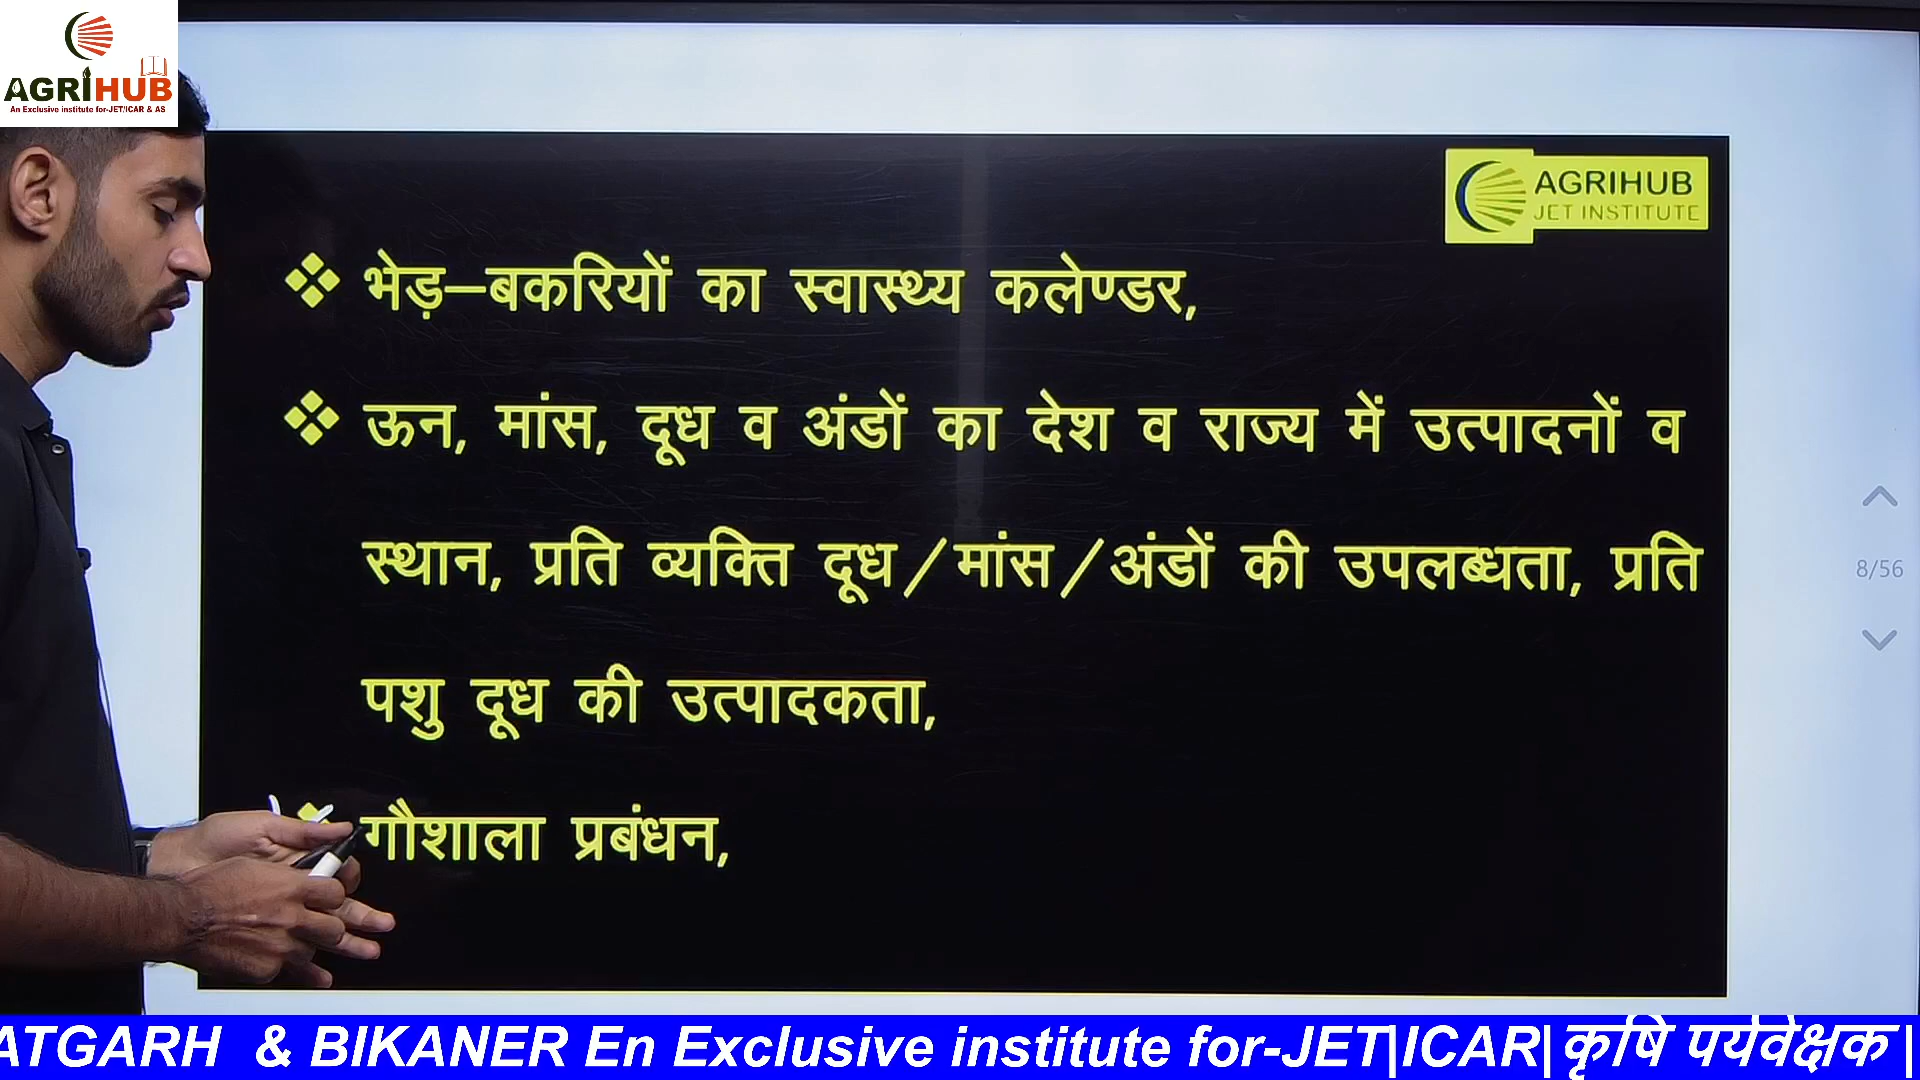 AGRIHUB
An Exclusive institute for-JET/ICAR & AS
AGRIHUB
JET INSTITUTE
❖ भेड़–बकरियों का स्वास्थ्य कलेण्डर,
❖ ऊन, मांस, दूध व अंडों का देश व राज्य में उत्पादनों व
स्थान, प्रति व्यक्ति दूध/मांस/अंडों की उपलब्धता, प्रति
पशु दूध की उत्पादकता,
❖ गौशाला प्रबंधन,
8/56
ATGARH & BIKANER En Exclusive institute for-JET|ICAR|कृषि पर्यवेक्षक |